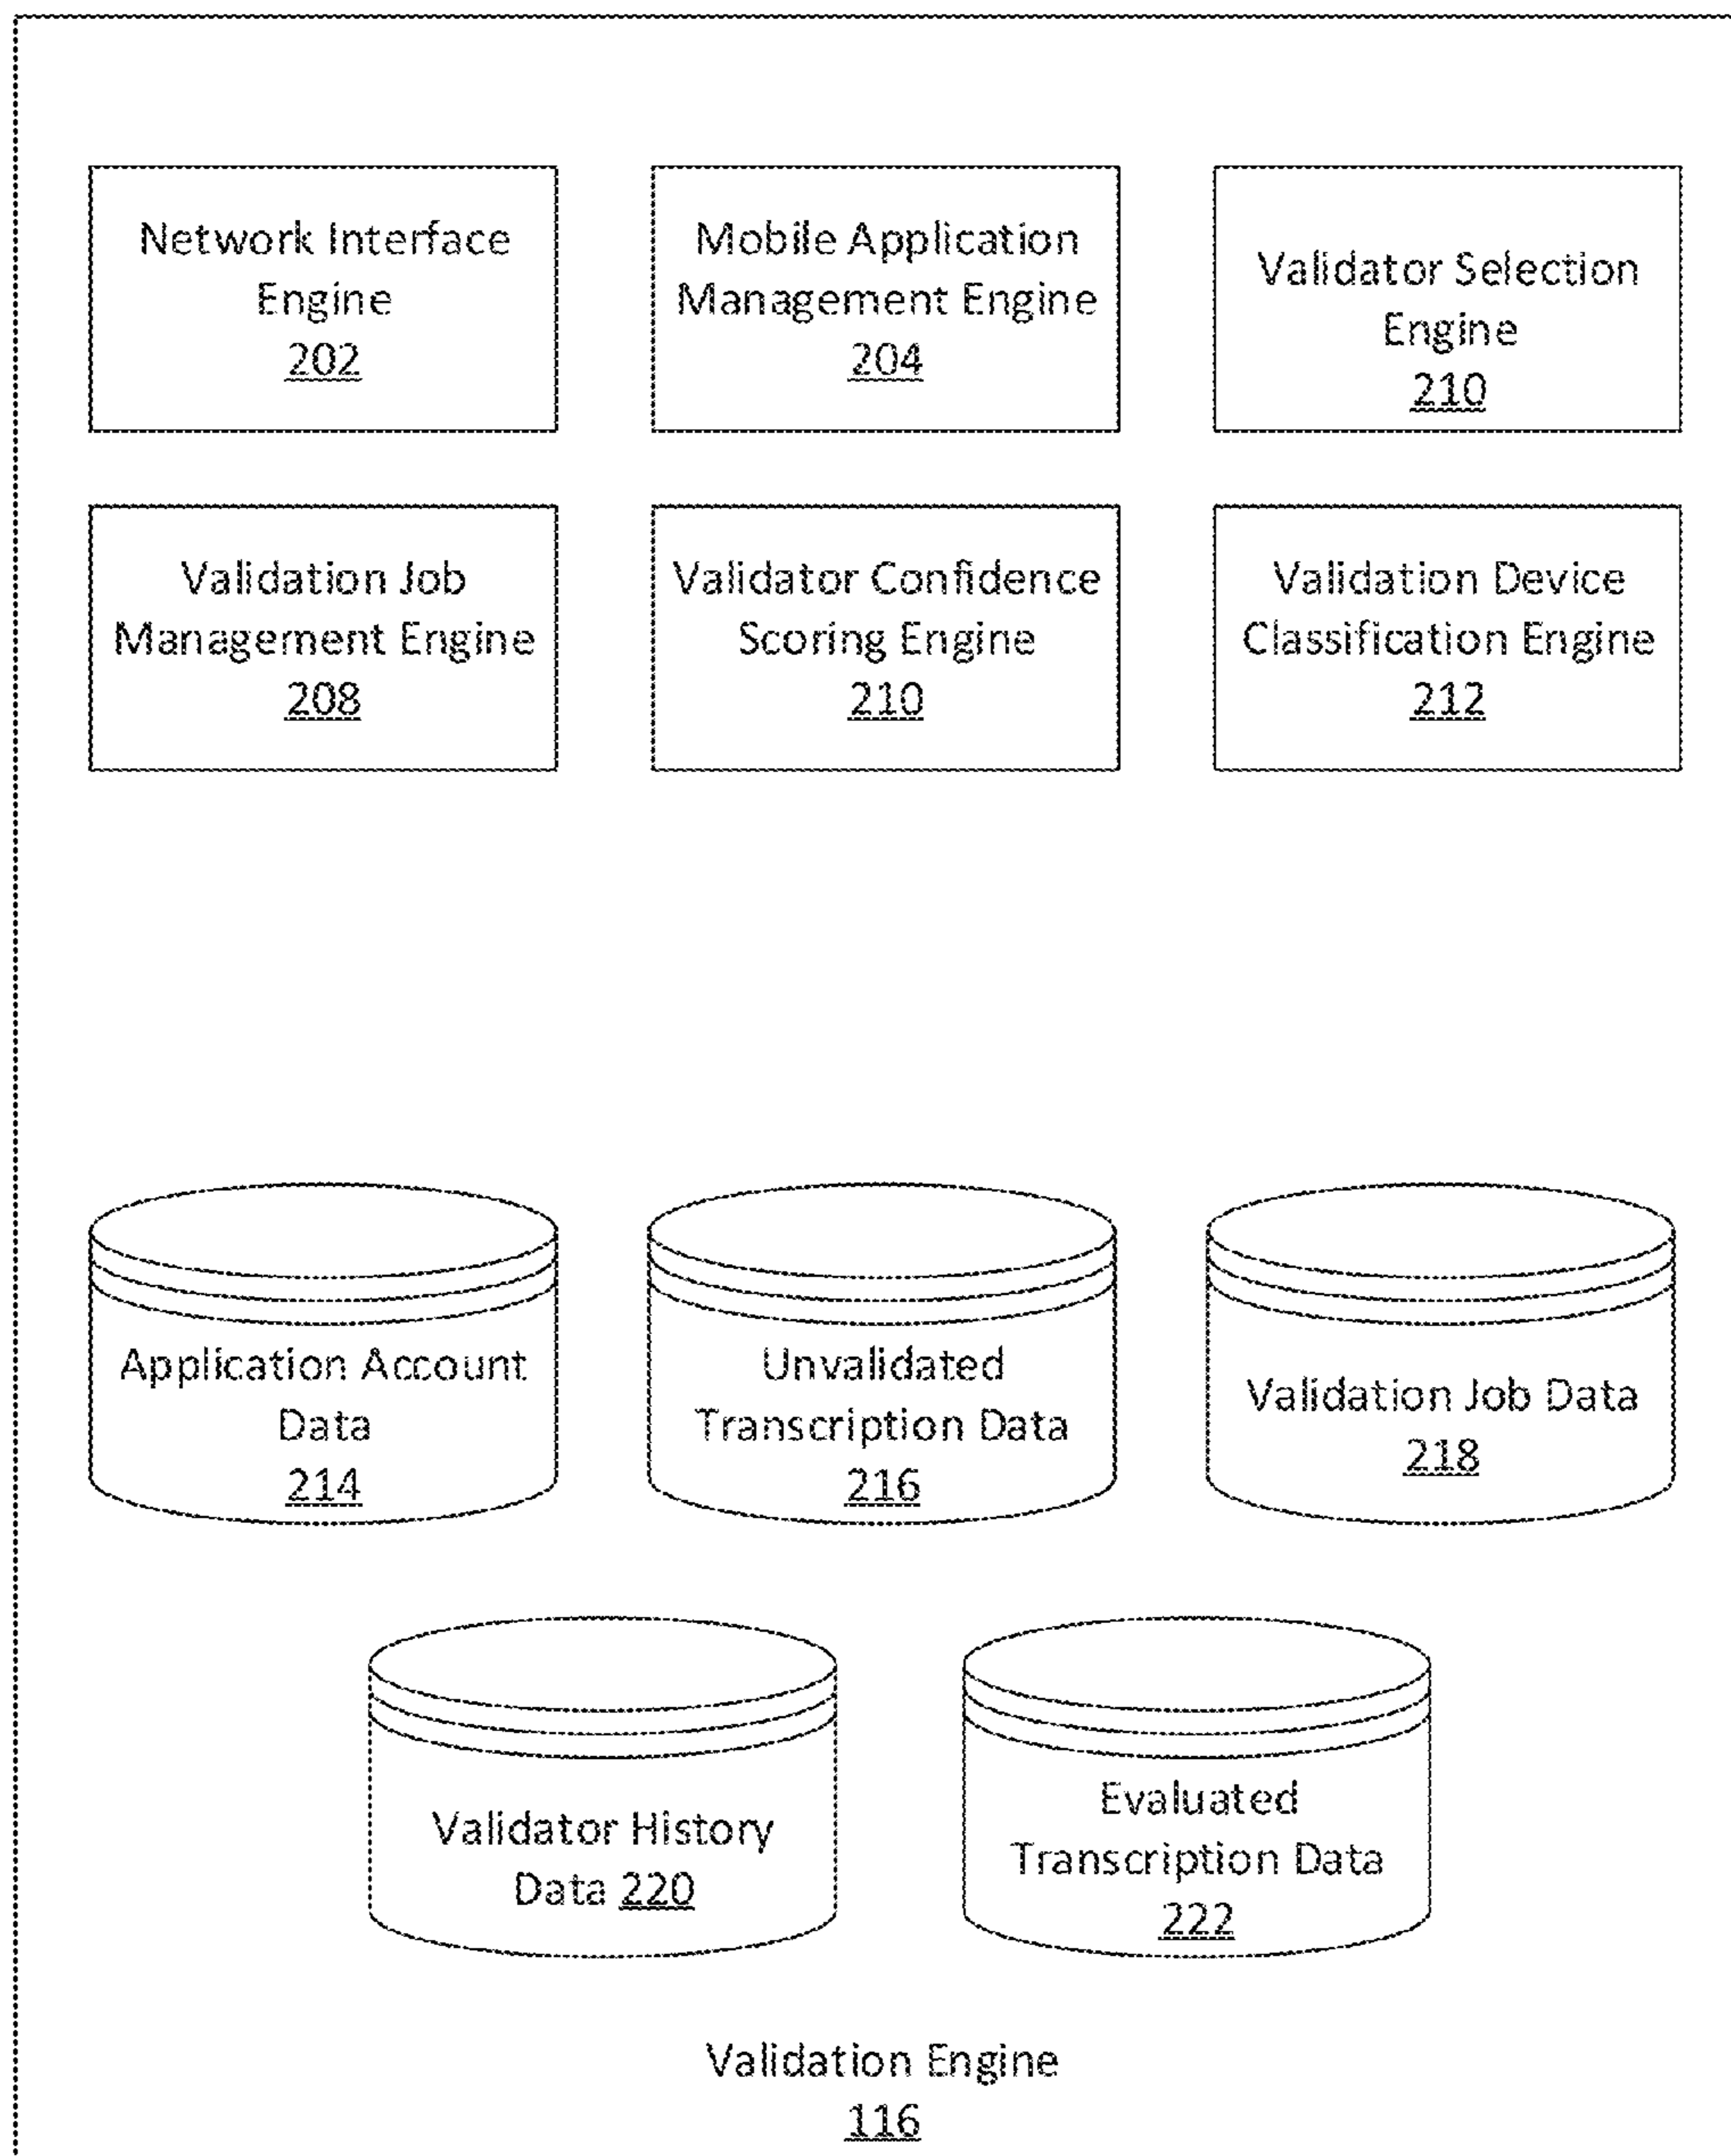 Network Interface
Engine
202
Mobile Application
Management Engine
204
Validator Selection
Engine
210
Validation Job
Management Engine
208
Validator Confidence
Scoring Engine
210
Validation Device
Classification Engine
212
Application Account
Data
214
Unvalidated
Transcription Data
216
Validation Job Data
218
Validator History
Data 220
Evaluated
Transcription Data
222
Validation Engine
116